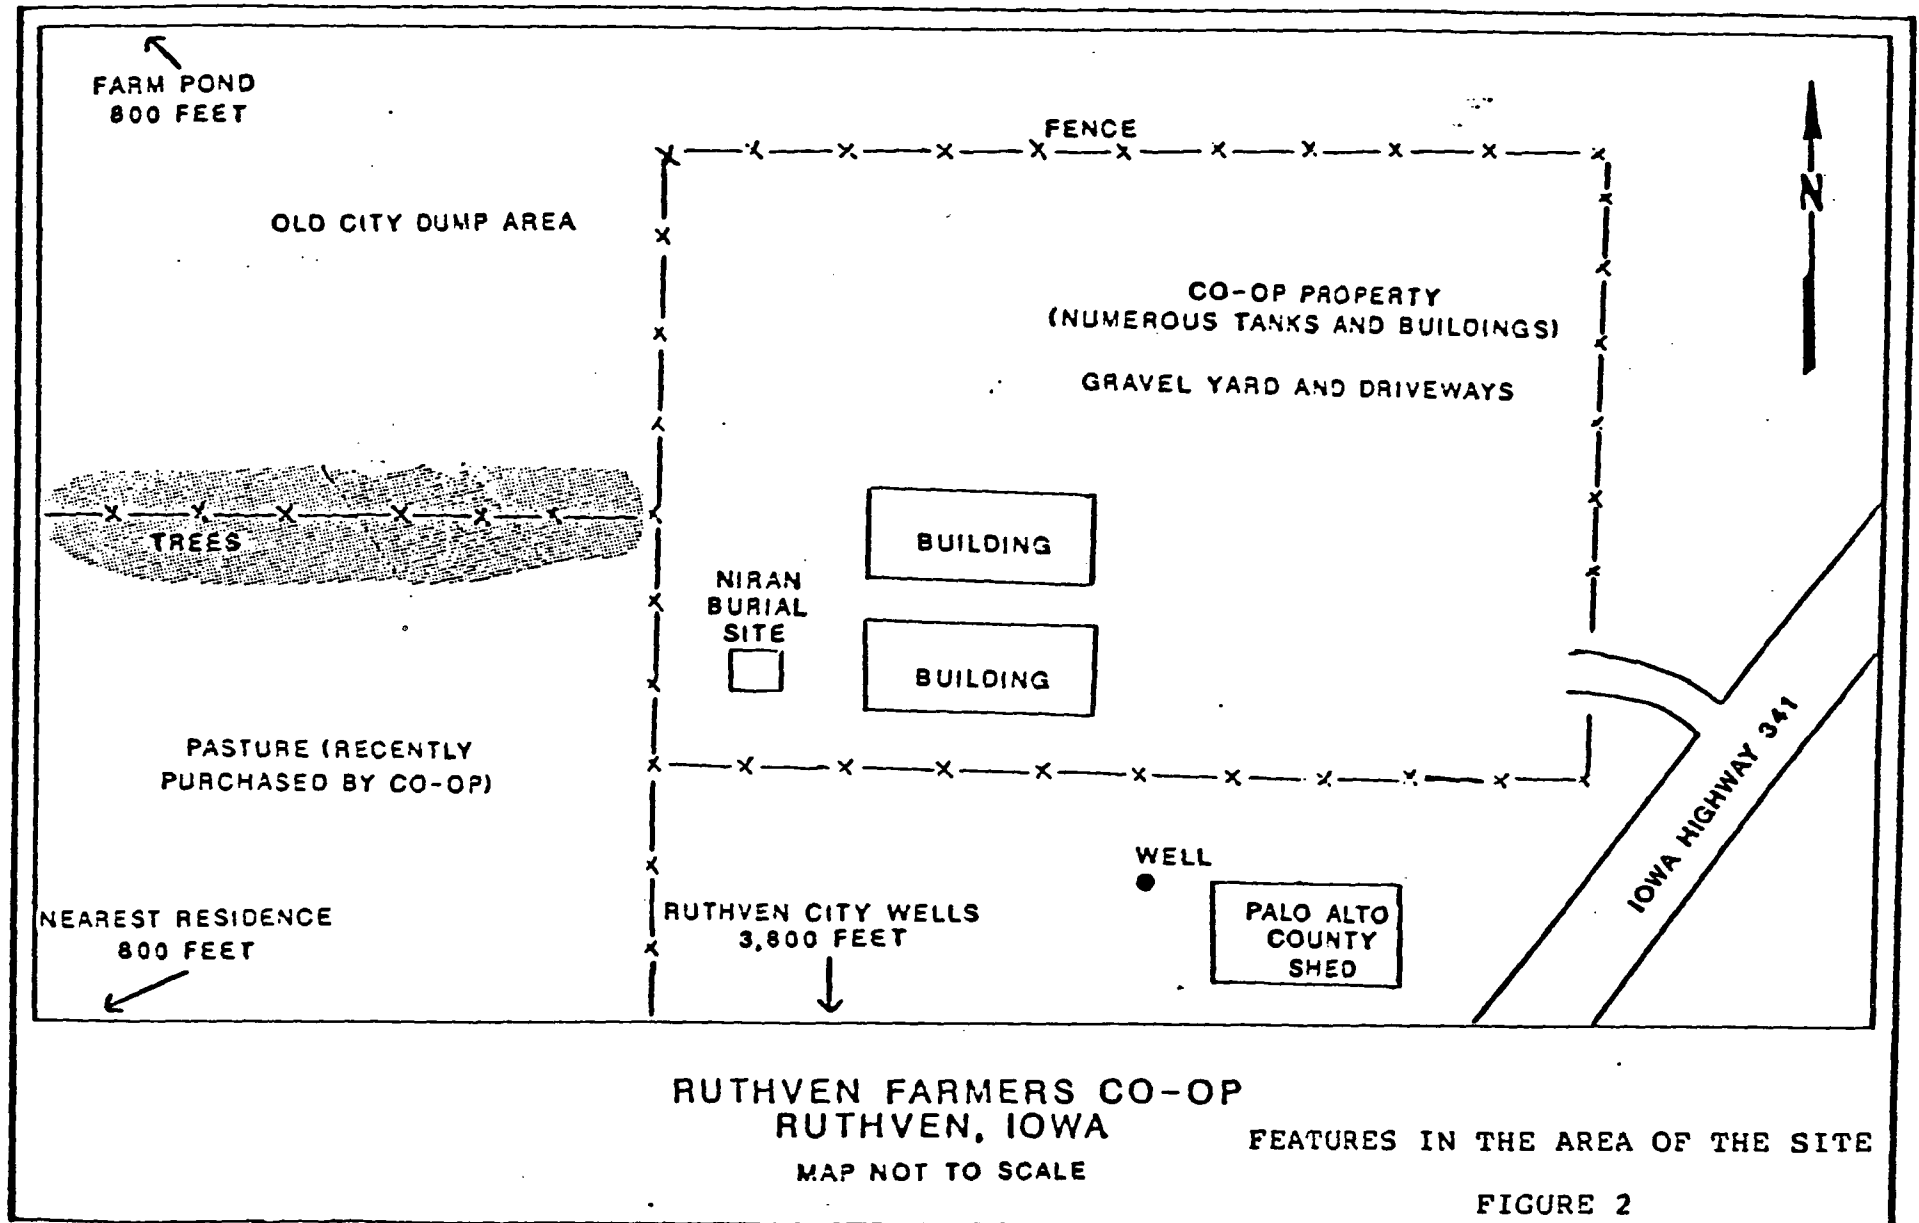 FARM POND
800 FEET
FENCE
N
OLD CITY DUMP AREA
CO-OP PROPERTY
(NUMEROUS TANKS AND BUILDINGS)
GRAVEL YARD AND DRIVEWAYS
TREES
BUILDING
NIRAN
BURIAL
SITE
BUILDING
PASTURE (RECENTLY
PURCHASED BY CO-OP)
IOWA HIGHWAY 341
WELL
NEAREST RESIDENCE
800 FEET
RUTHVEN CITY WELLS
3,800 FEET
PALO ALTO
COUNTY
SHED
RUTHVEN FARMERS CO-OP
RUTHVEN, IOWA
MAP NOT TO SCALE
FEATURES IN THE AREA OF THE SITE
FIGURE 2